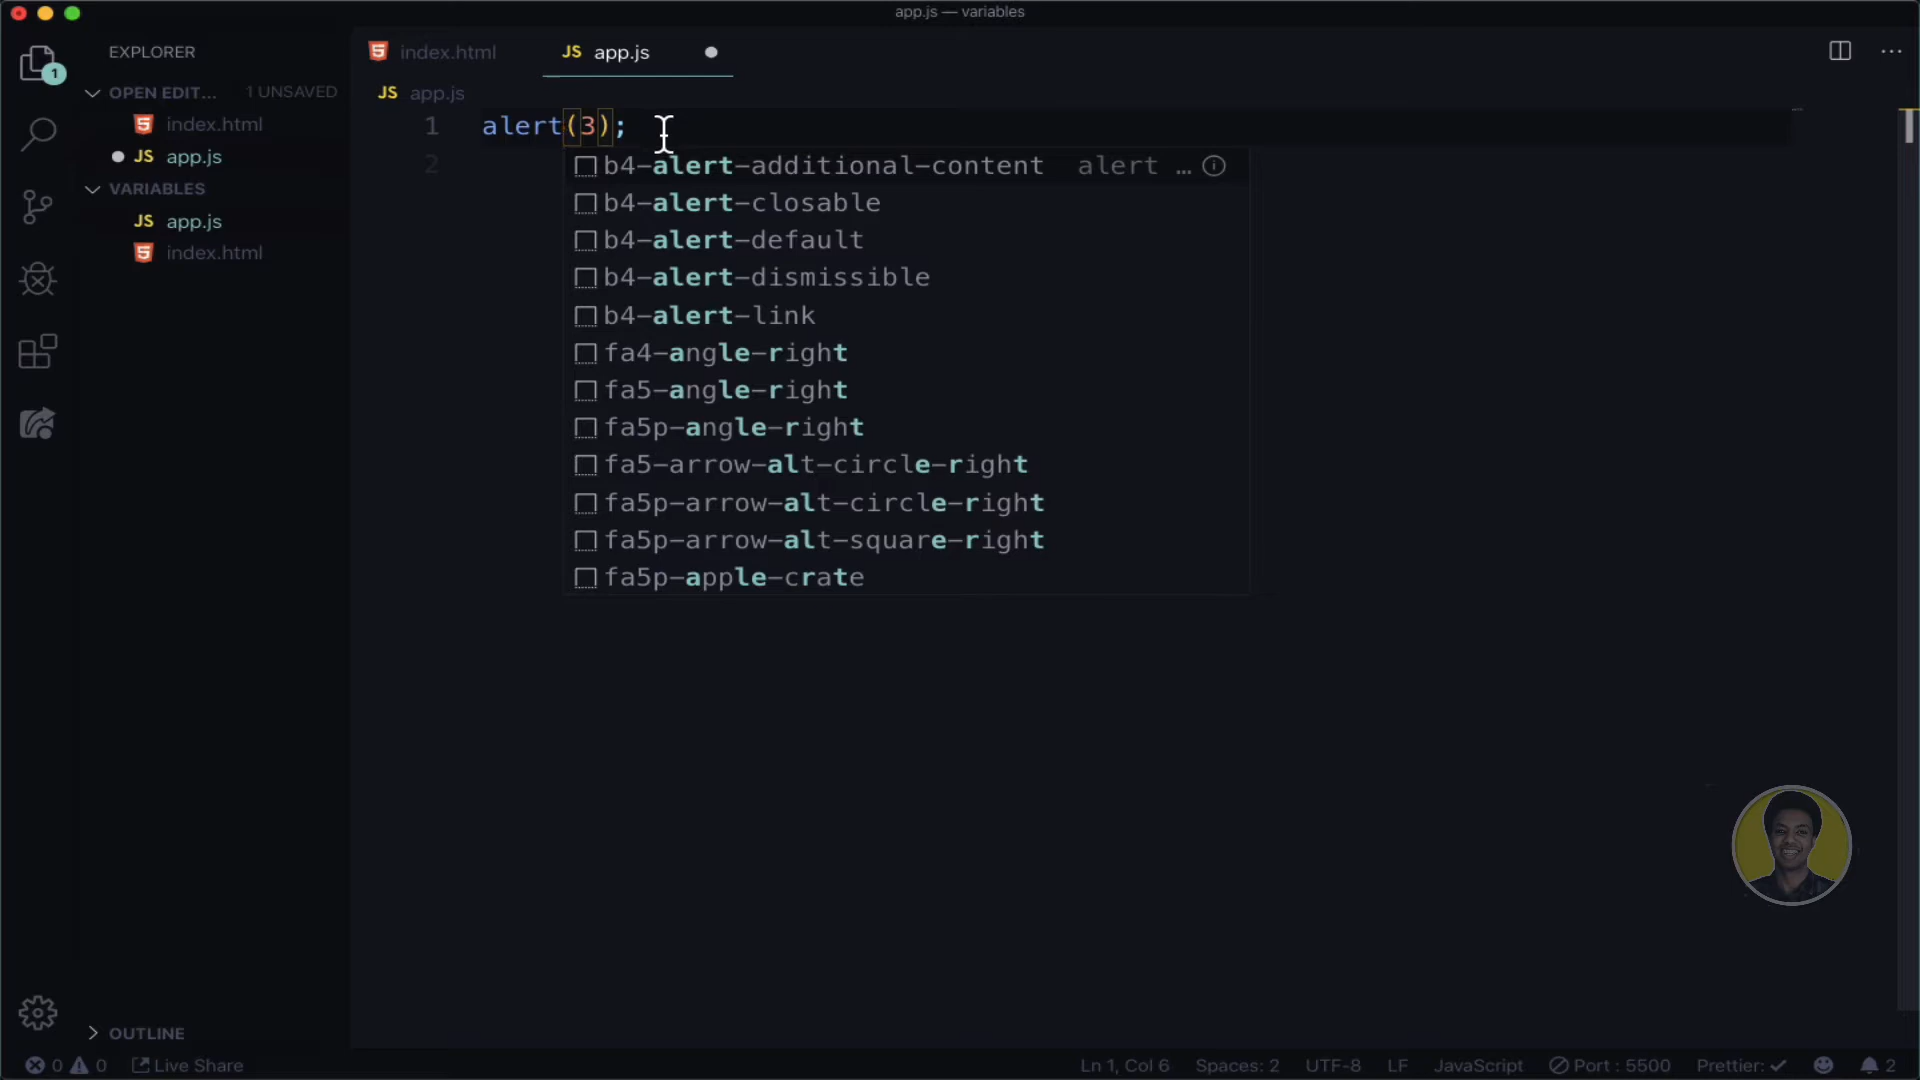 app.js — variables
EXPLORER
OPEN EDIT... 1 UNSAVED
index.html
JS app.js
VARIABLES
JS app.js
index.html
OUTLINE
1
index.html
JS app.js
JS app.js
1 alert(3);
2
b4-alert-additional-content alert ...
b4-alert-closable
b4-alert-default
b4-alert-dismissible
b4-alert-link
fa4-angle-right
fa5-angle-right
fa5p-angle-right
fa5-arrow-alt-circle-right
fa5p-arrow-alt-circle-right
fa5p-arrow-alt-square-right
fa5p-apple-crate
0 0 Live Share Ln 1, Col 6 Spaces: 2 UTF-8 LF JavaScript Port : 5500 Prettier: ✓ 2